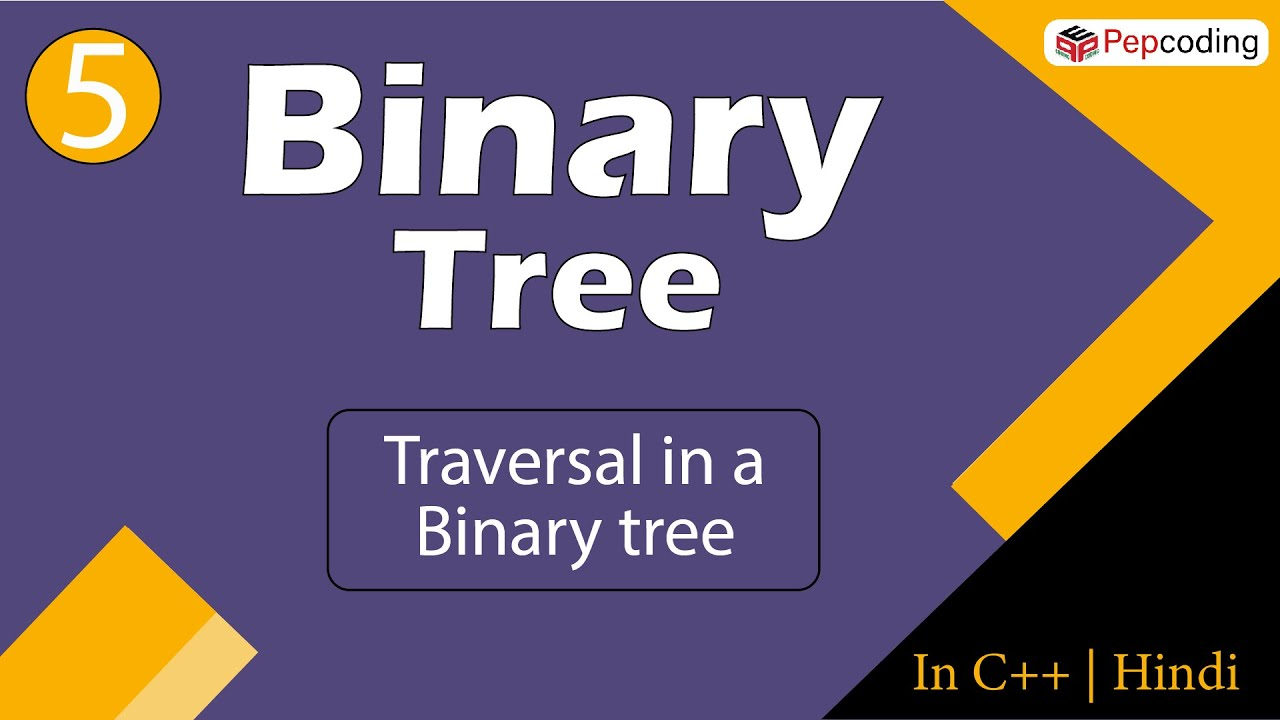 5
Binary
Tree
Pepcoding
Traversal in a
Binary tree
In C++ | Hindi